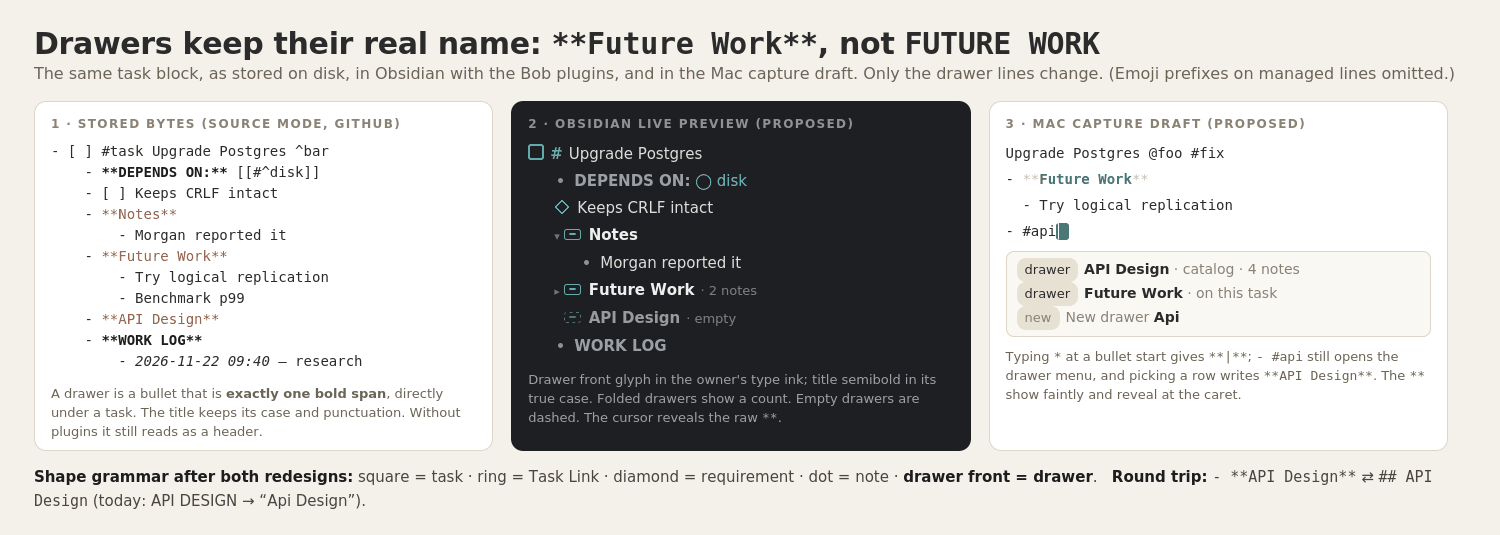 Drawers keep their real name: **Future Work**, not FUTURE WORK
The same task block, as stored on disk, in Obsidian with the Bob plugins, and in the Mac capture draft. Only the drawer lines change. (Emoji prefixes on managed lines omitted.)
1 · STORED BYTES (SOURCE MODE, GITHUB)
- [ ] #task Upgrade Postgres ^bar
- **DEPENDS ON:** [[#^disk]]
- [ ] Keeps CRLF intact
- **Notes**
- Morgan reported it
- **Future Work**
- Try logical replication
- Benchmark p99
- **API Design**
- **WORK LOG**
- 2026-11-22 09:40 — research
A drawer is a bullet that is exactly one bold span, directly
under a task. The title keeps its case and punctuation. Without
plugins it still reads as a header.
2 · OBSIDIAN LIVE PREVIEW (PROPOSED)
# Upgrade Postgres
• DEPENDS ON: ◯ disk
◇ Keeps CRLF intact
▾ Notes
• Morgan reported it
▸ Future Work · 2 notes
API Design · empty
• WORK LOG
Drawer front glyph in the owner's type ink; title semibold in its
true case. Folded drawers show a count. Empty drawers are
dashed. The cursor reveals the raw **.
3 · MAC CAPTURE DRAFT (PROPOSED)
Upgrade Postgres @foo #fix
- **Future Work**
- Try logical replication
- #api
drawer API Design · catalog · 4 notes
drawer Future Work · on this task
new New drawer Api
Typing * at a bullet start gives **|**; - #api still opens the
drawer menu, and picking a row writes **API Design**. The **
show faintly and reveal at the caret.
Shape grammar after both redesigns: square = task · ring = Task Link · diamond = requirement · dot = note · drawer front = drawer. Round trip: - **API Design** ⇄ ## API
Design (today: API DESIGN → “Api Design”).